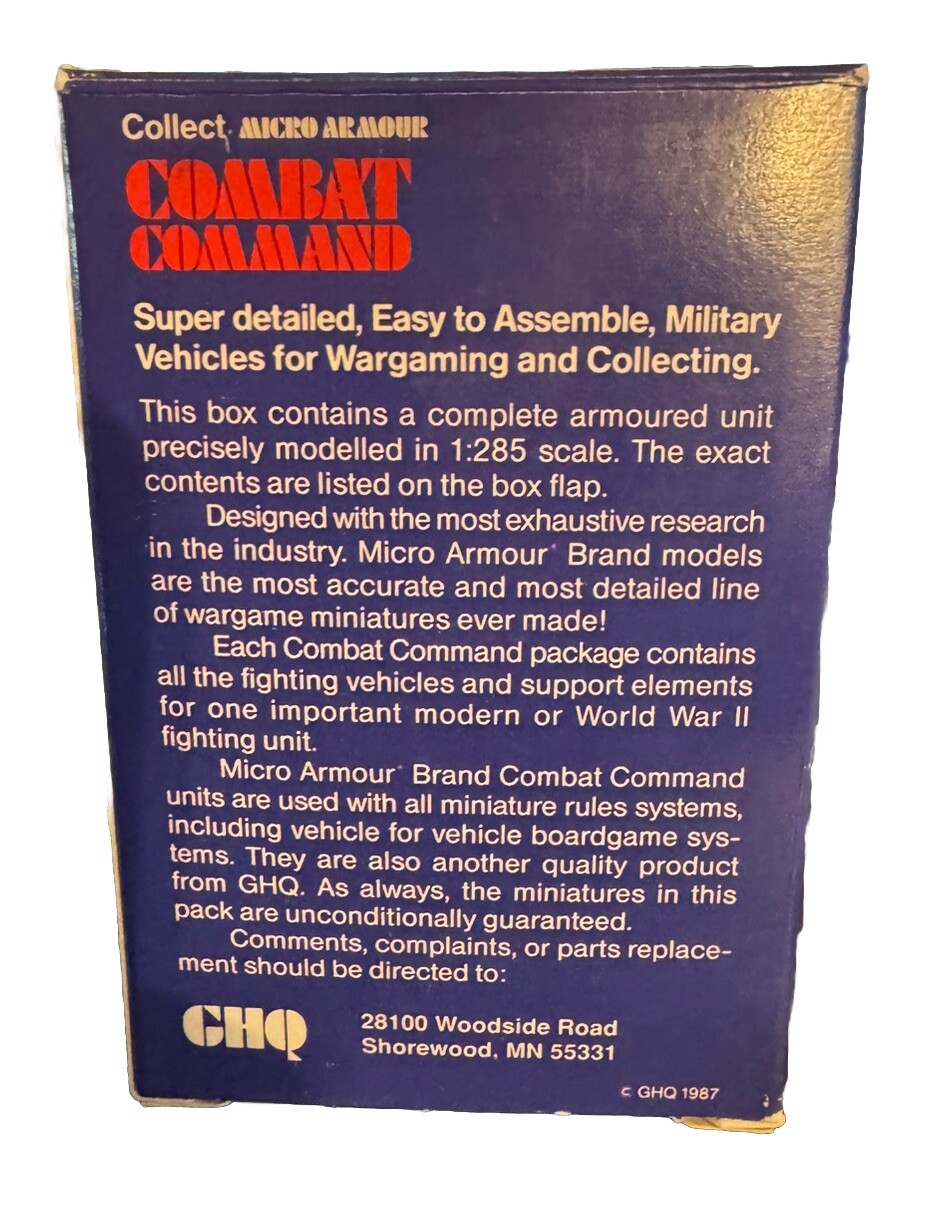 Collect MICRO ARMOUR
COMBAT
COMMAND
Super detailed, Easy to Assemble, Military
Vehicles for Wargaming and Collecting.
This box contains a complete armoured unit
precisely modelled in 1:285 scale. The exact
contents are listed on the box flap.
Designed with the most exhaustive research
in the industry. Micro Armour Brand models
are the most accurate and most detailed line
of wargame miniatures ever made!
Each Combat Command package contains
all the fighting vehicles and support elements
for one important modern or World War II
fighting unit.
Micro Armour Brand Combat Command
units are used with all miniature rules systems,
including vehicle for vehicle boardgame sys-
tems. They are also another quality product
from GHQ. As always, the miniatures in this
pack are unconditionally guaranteed.
Comments, complaints, or parts replace-
ment should be directed to:
GHQ
28100 Woodside Road
Shorewood, MN 55331
© GHQ 1987